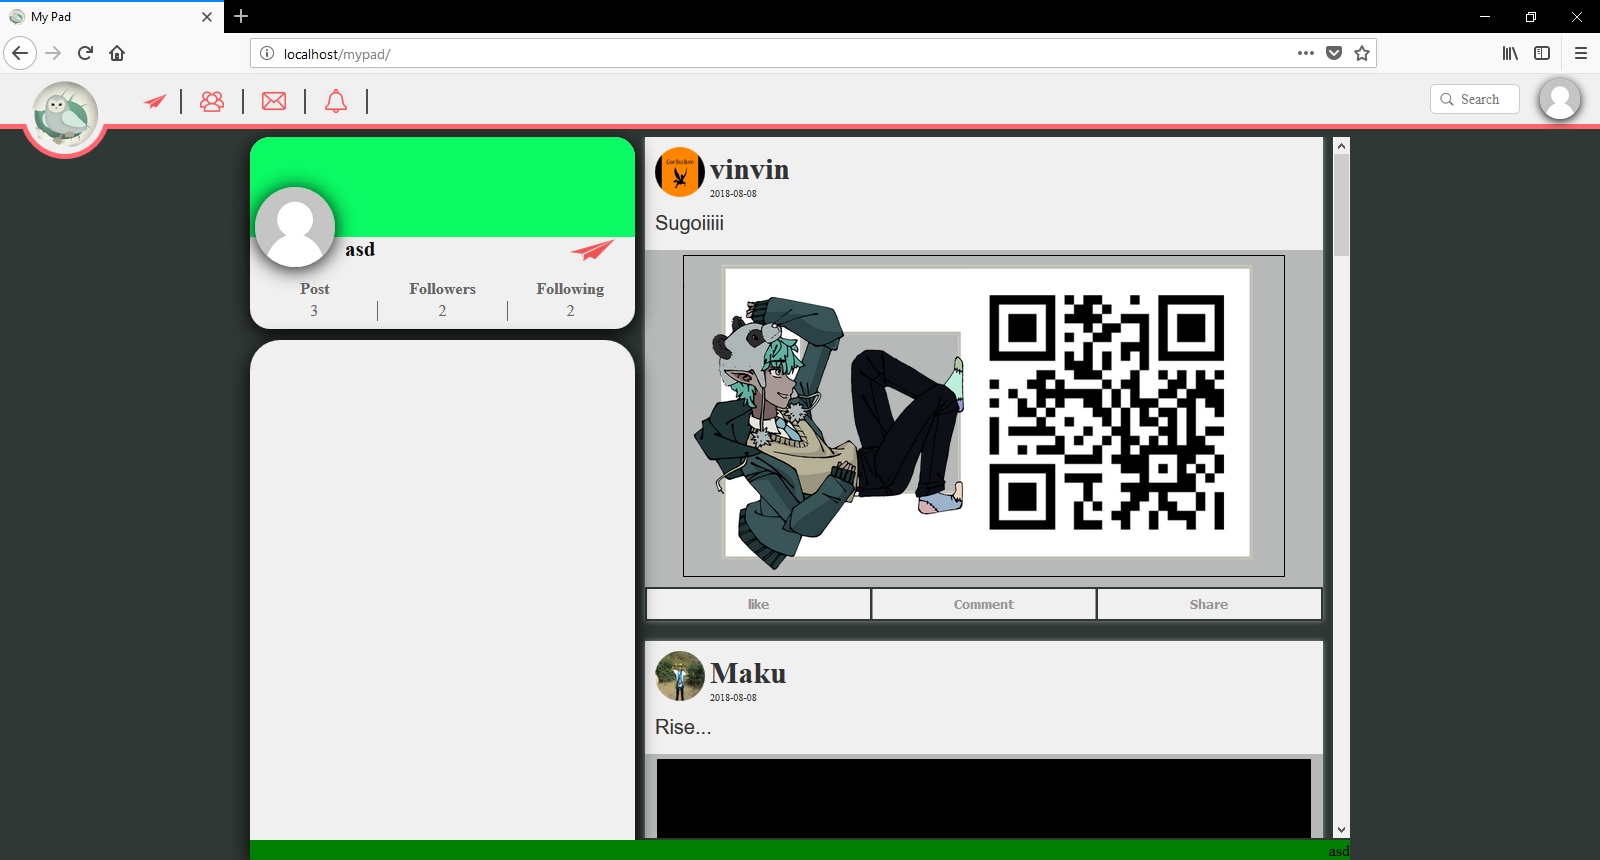 My Pad
localhost/mypad/
Search
asd
Post Followers Following
3 2 2
vinvin
2018-08-08
Sugoiiiii
like Comment Share
Maku
2018-08-08
Rise...
asd